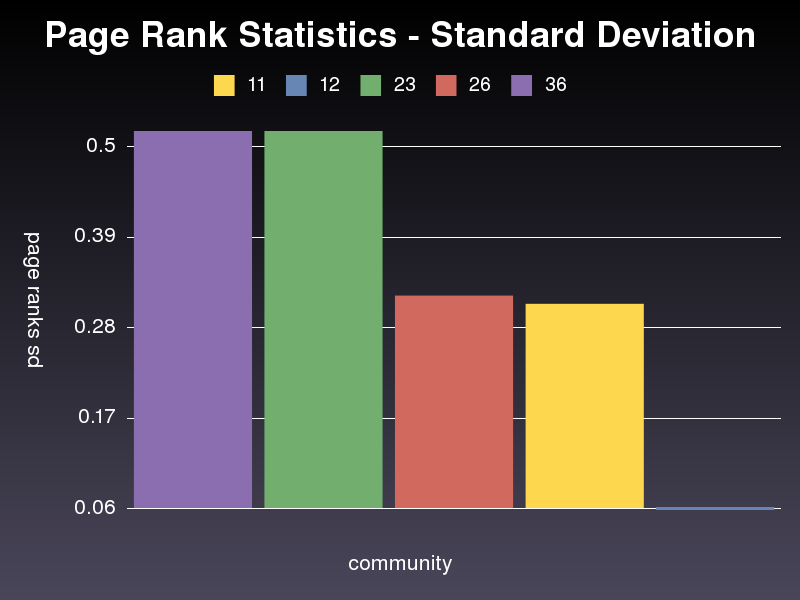 Page Rank Statistics - Standard Deviation
11 12 23 26 36
0.5
0.39
0.28
0.17
0.06
page ranks sd
community